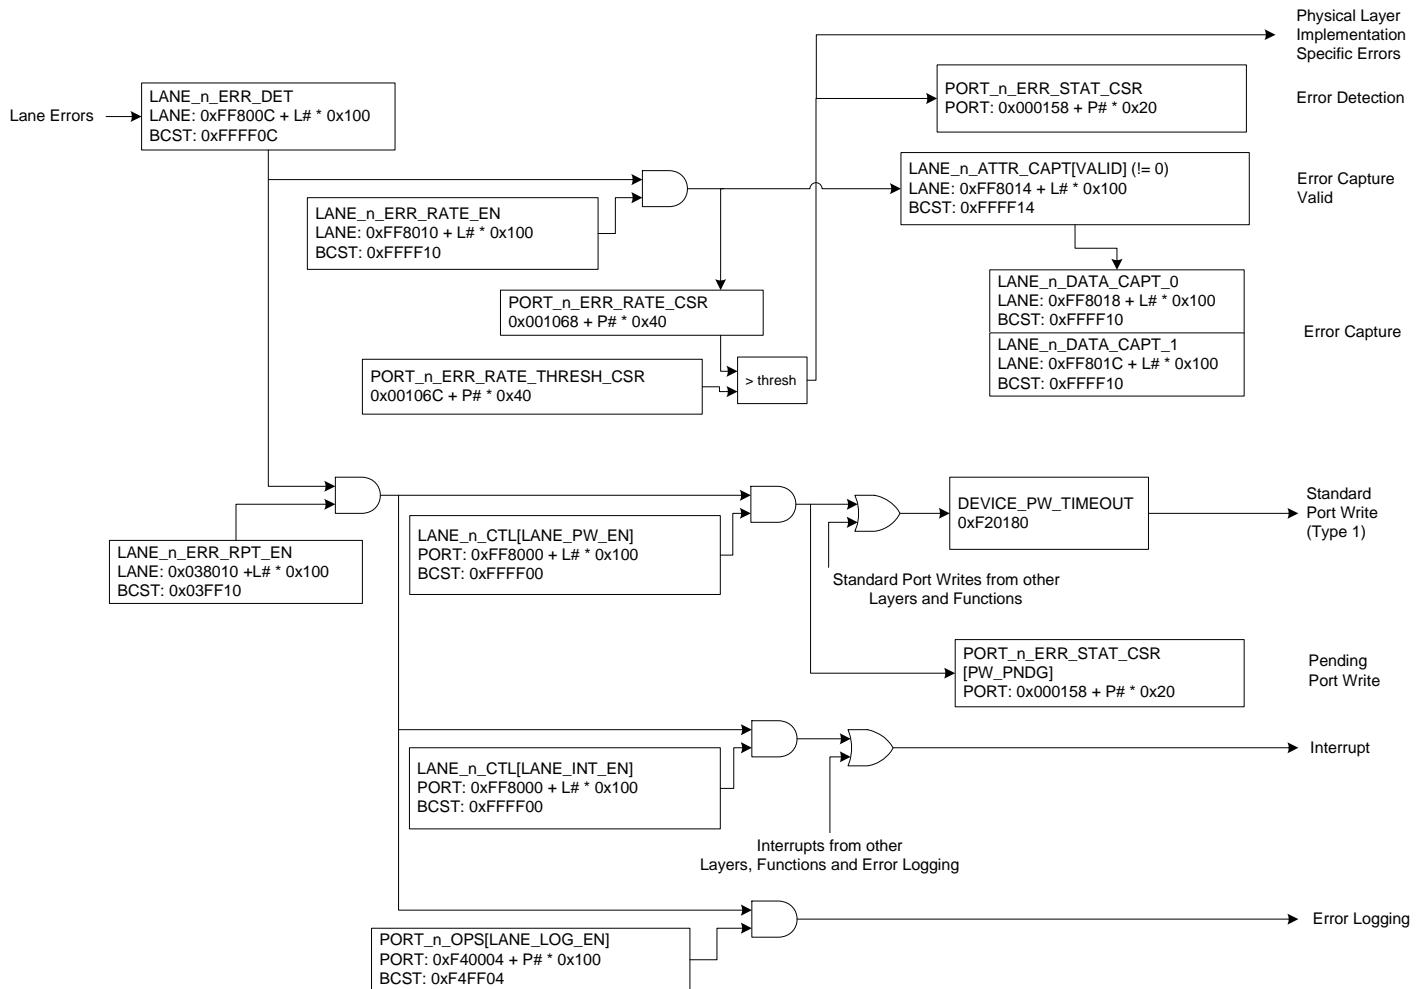 Physical Layer
Implementation
Specific Errors
LANE_n_ERR_DET
LANE: 0xFF800C + L# * 0x100
BCST: 0xFFFF0C
Lane Errors
PORT_n_ERR_STAT_CSR
PORT: 0x000158 + P# * 0x20
Error Detection
LANE_n_ATTR_CAPT[VALID] (!= 0)
LANE: 0xFF8014 + L# * 0x100
BCST: 0xFFFF14
Error Capture
Valid
LANE_n_ERR_RATE_EN
LANE: 0xFF8010 + L# * 0x100
BCST: 0xFFFF10
LANE_n_DATA_CAPT_0
LANE: 0xFF8018 + L# * 0x100
BCST: 0xFFFF10
PORT_n_ERR_RATE_CSR
0x001068 + P# * 0x40
Error Capture
LANE_n_DATA_CAPT_1
LANE: 0xFF801C + L# * 0x100
BCST: 0xFFFF10
PORT_n_ERR_RATE_THRESH_CSR
0x00106C + P# * 0x40
> thresh
LANE_n_CTL[LANE_PW_EN]
PORT: 0xFF8000 + L# * 0x100
BCST: 0xFFFF00
DEVICE_PW_TIMEOUT
0xF20180
Standard
Port Write
(Type 1)
LANE_n_ERR_RPT_EN
LANE: 0x038010 +L# * 0x100
BCST: 0x03FF10
Standard Port Writes from other
Layers and Functions
PORT_n_ERR_STAT_CSR
[PW_PNDG]
PORT: 0x000158 + P# * 0x20
Pending
Port Write
LANE_n_CTL[LANE_INT_EN]
PORT: 0xFF8000 + L# * 0x100
BCST: 0xFFFF00
Interrupt
Interrupts from other
Layers, Functions and Error Logging
PORT_n_OPS[LANE_LOG_EN]
PORT: 0xF40004 + P# * 0x100
BCST: 0xF4FF04
Error Logging